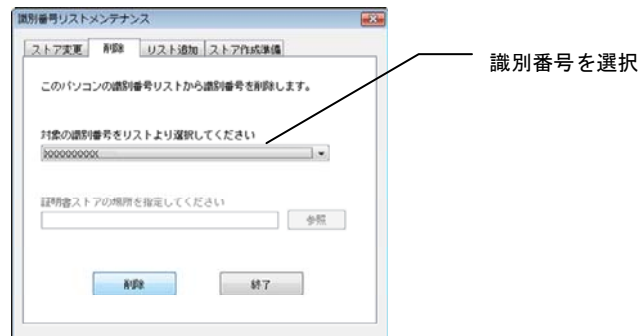 識別番号リストメンテナンス
ストア変更 削除 リスト追加 ストア作成準備
このパソコンの識別番号リストから識別番号を削除します。
識別番号を選択
対象の識別番号をリストより選択してください
XXXXXXXXXX
証明書ストアの場所を指定してください
参照
削除 終了